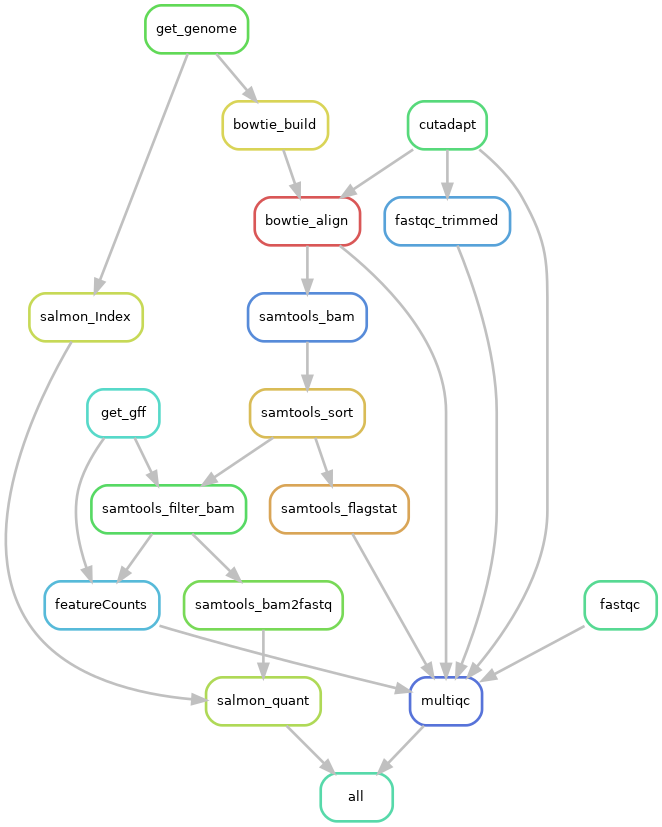 get_genome
bowtie_build
cutadapt
bowtie_align
fastqc_trimmed
salmon_Index
samtools_bam
get_gff
samtools_sort
samtools_filter_bam
samtools_flagstat
featureCounts
samtools_bam2fastq
fastqc
salmon_quant
multiqc
all